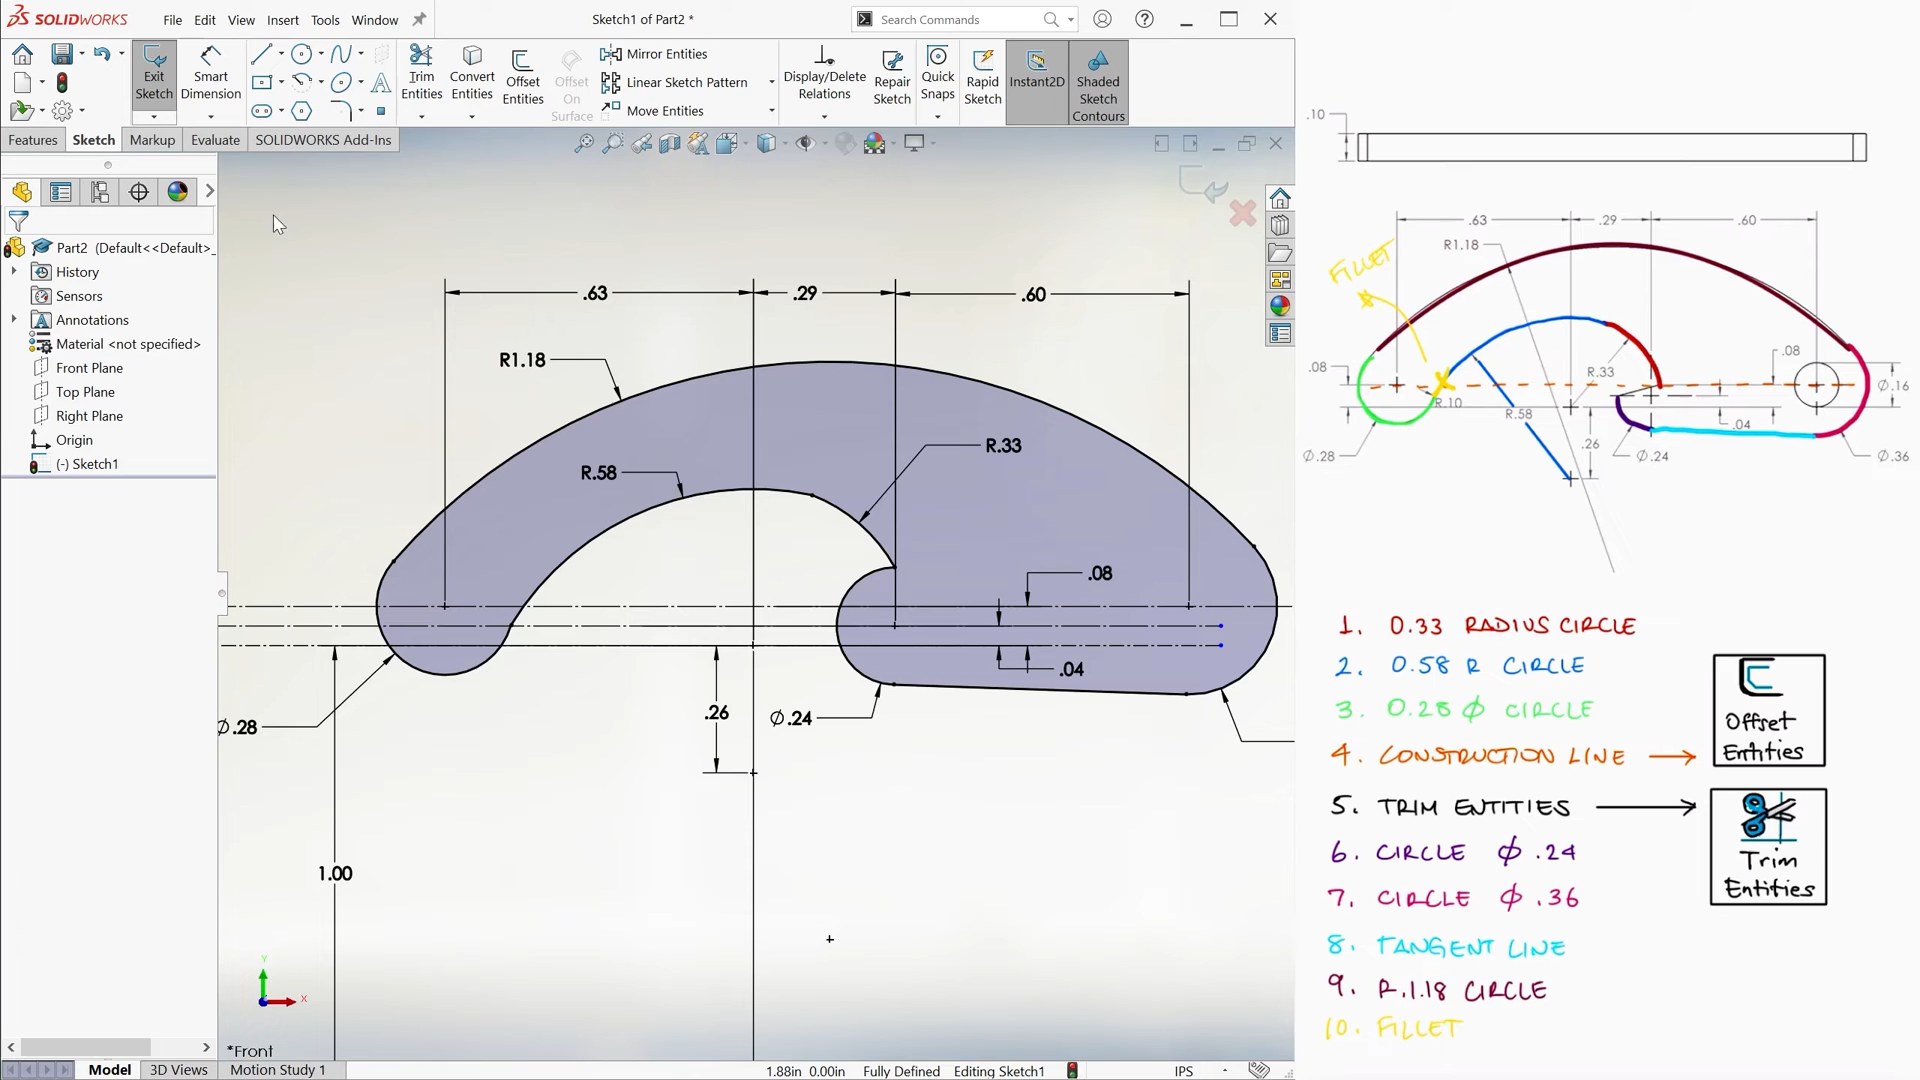 SOLIDWORKS File Edit View Insert Tools Window Sketch1 of Part2 * Search Commands
Exit Sketch
Smart Dimension
Trim Entities
Convert Entities
Offset Entities
Offset On Surface
Mirror Entities
Linear Sketch Pattern
Move Entities
Display/Delete Relations
Repair Sketch
Quick Snaps
Rapid Sketch
Instant2D
Shaded Sketch Contours
Features Sketch Markup Evaluate SOLIDWORKS Add-Ins
Part2 (Default<<Default>_
History
Sensors
Annotations
Material <not specified>
Front Plane
Top Plane
Right Plane
Origin
(-) Sketch1
.63 .29 .60
R1.18
R.33
R.58
.08
.04
.26
Ø.24
Ø.28
1.00
Y
X
*Front
Model 3D Views Motion Study 1 1.88in 0.00in Fully Defined Editing Sketch1 IPS
.10
.63 .29 .60
R1.18
FILLET
.08
.08
R.33
Ø.16
R.10
R.58
.04
.26
Ø.28
Ø.24
Ø.36
1. 0.33 RADIUS CIRCLE
2. 0.58 R CIRCLE
3. 0.28 Ø CIRCLE
4. CONSTRUCTION LINE →
Offset Entities
5. TRIM ENTITIES →
Trim Entities
6. CIRCLE Ø .24
7. CIRCLE Ø .36
8. TANGENT LINE
9. R.1.18 CIRCLE
10. FILLET